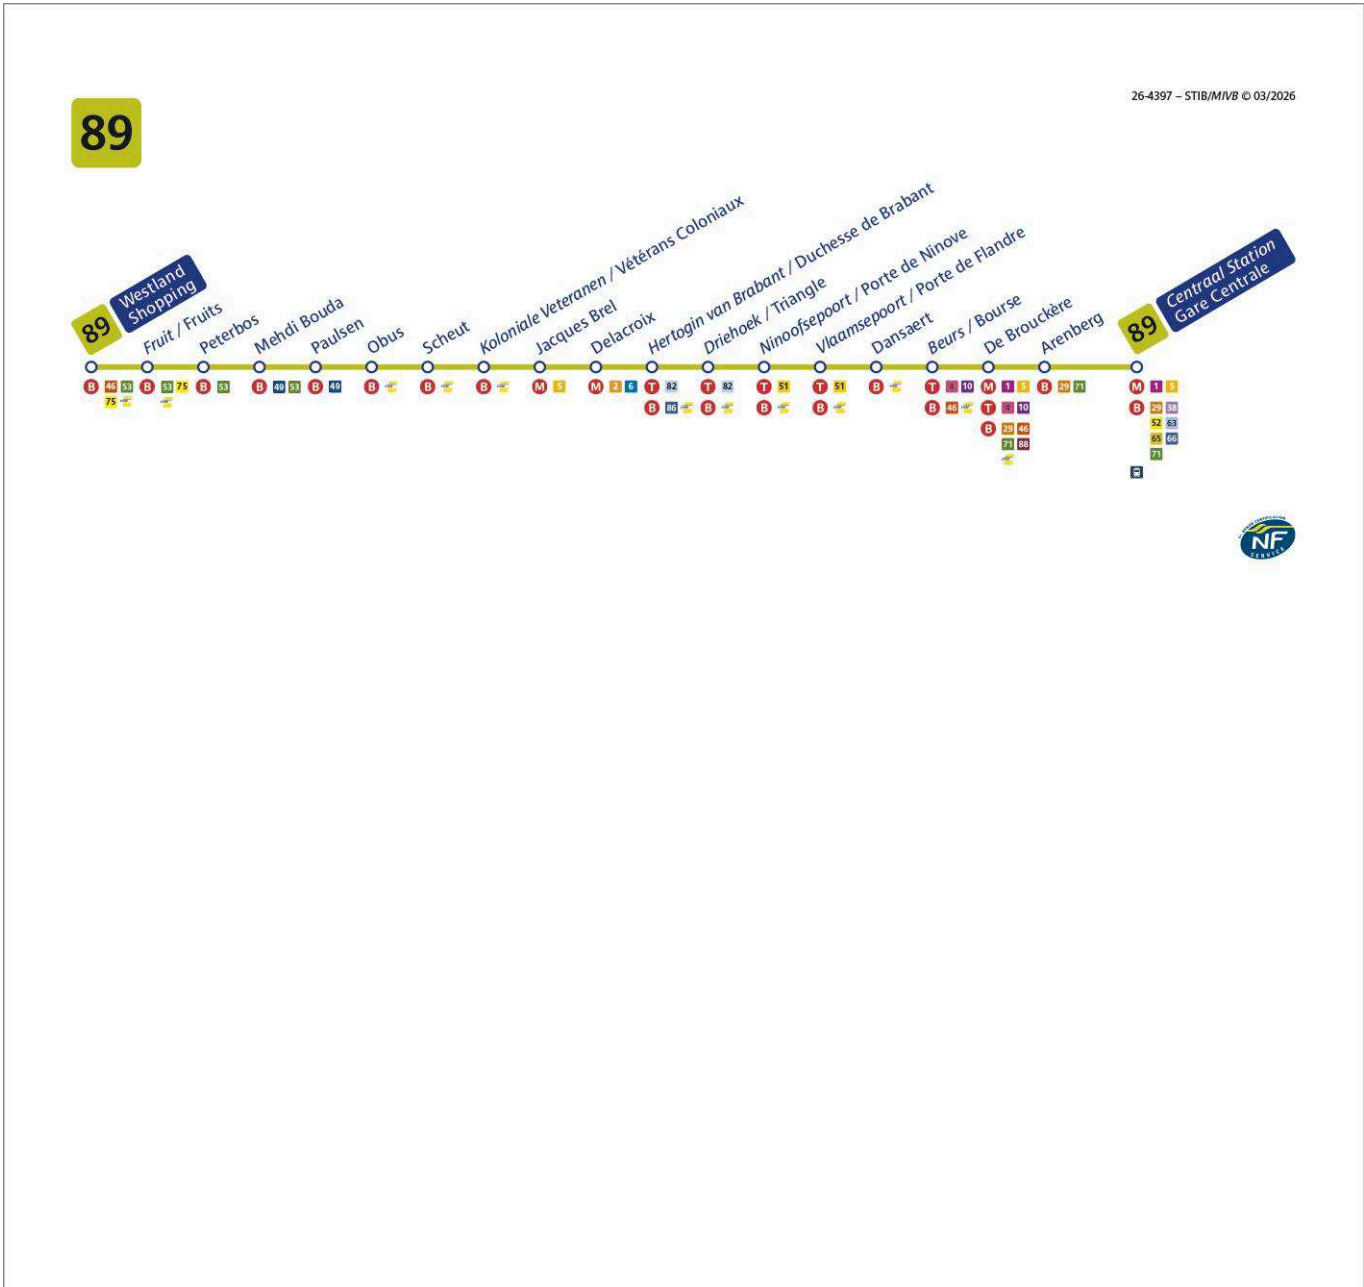 26-4397 – STIB/MIVB © 03/2026
89
89
Westland
Shopping
Fruit / Fruits
Peterbos
Mehdi Bouda
Paulsen
Obus
Scheut
Koloniale Veteranen / Vétérans Coloniaux
Jacques Brel
Delacroix
Hertogin van Brabant / Duchesse de Brabant
Driehoek / Triangle
Ninoofsepoort / Porte de Ninove
Vlaamsepoort / Porte de Flandre
Dansaert
Beurs / Bourse
De Brouckère
Arenberg
89
Centraal Station
Gare Centrale
B 46 53
75
B 53 75
B 53
B 49 53
B 49
B
B
B
M 5
M 2 6
T 82
B 86
T 82
B
T 51
B
T 51
B
B
T 4 10
B 46
M 1 5
T 4 10
B 29 46
71 88
B 29 71
M 1 5
B 29 38
52 63
65 66
71
NF
SERVICE